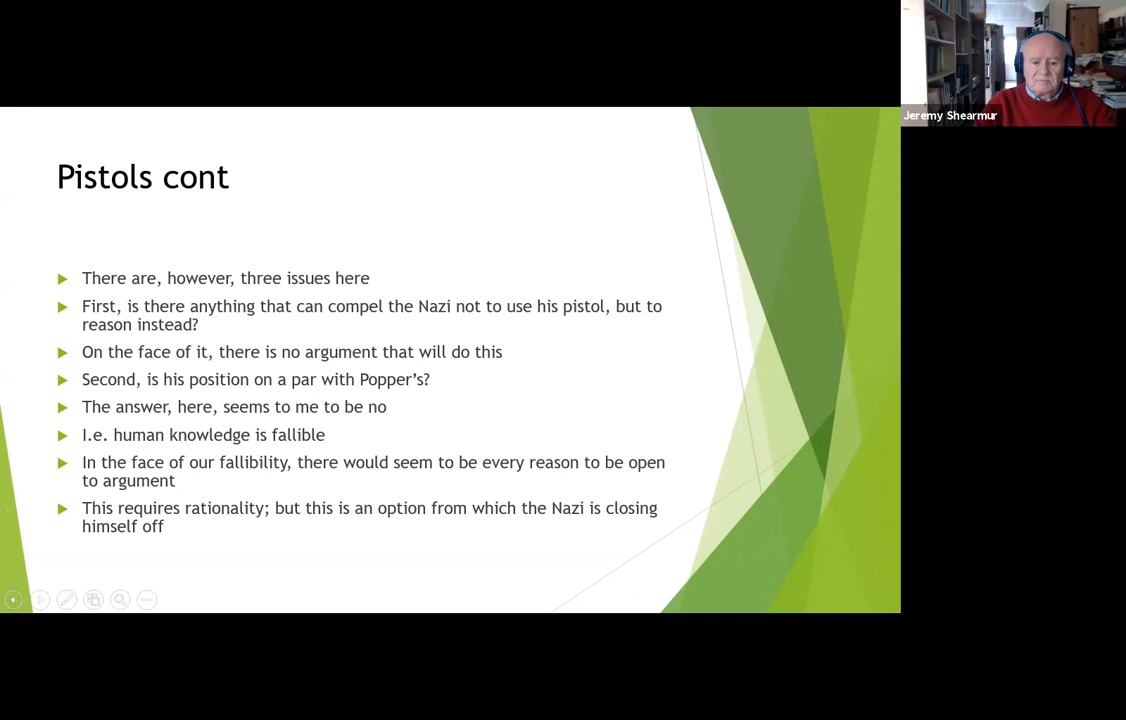 Jeremy Shearmur
Pistols cont
There are, however, three issues here
First, is there anything that can compel the Nazi not to use his pistol, but to
reason instead?
On the face of it, there is no argument that will do this
Second, is his position on a par with Popper's?
The answer, here, seems to me to be no
I.e. human knowledge is fallible
In the face of our fallibility, there would seem to be every reason to be open
to argument
This requires rationality; but this is an option from which the Nazi is closing
himself off